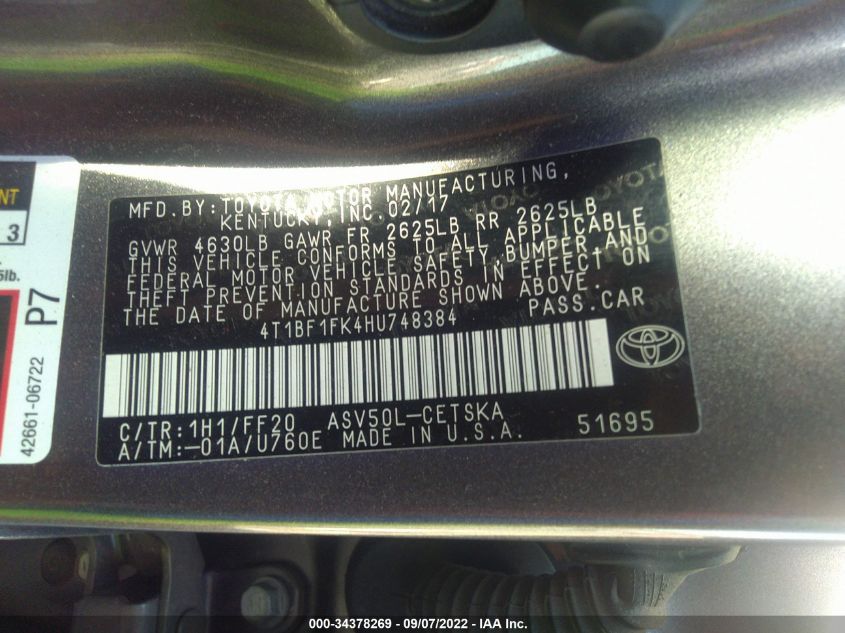 MFD. BY: TOYOTA MOTOR MANUFACTURING,
KENTUCKY, INC. 02/17
GVWR 4630LB GAWR FR 2625LB RR 2625LB
THIS VEHICLE CONFORMS TO ALL APPLICABLE
FEDERAL MOTOR VEHICLE SAFETY, BUMPER, AND
THEFT PREVENTION STANDARDS IN EFFECT ON
THE DATE OF MANUFACTURE SHOWN ABOVE.
4T1BF1FK4HU748384 PASS.CAR
C/TR:1H1/FF20 ASV50L-CETSKA
A/TM:-01A/U760E MADE IN U.S.A. 51695
3
P7
42661-06722
000-34378269 - 09/07/2022 - IAA Inc.